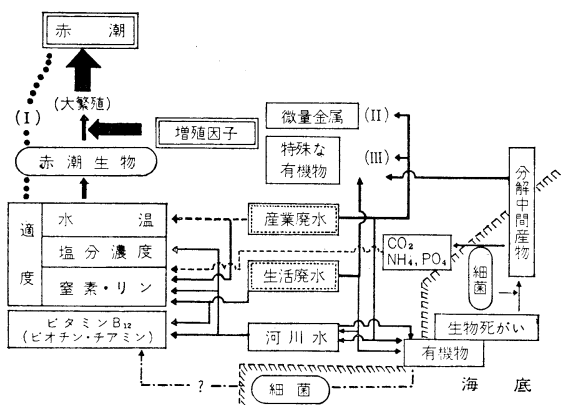 赤潮
(大繁殖)
(I)
増殖因子
赤潮生物
微量金属
(II)
特殊な
有機物
(III)
分解中間産物
適度
水温
塩分濃度
窒素・リン
産業廃水
生活廃水
CO₂
NH₄, PO₄
細菌
生物死がい
ビタミンB₁₂
(ビオチン・チアミン)
河川水
有機物
?
細菌
海底